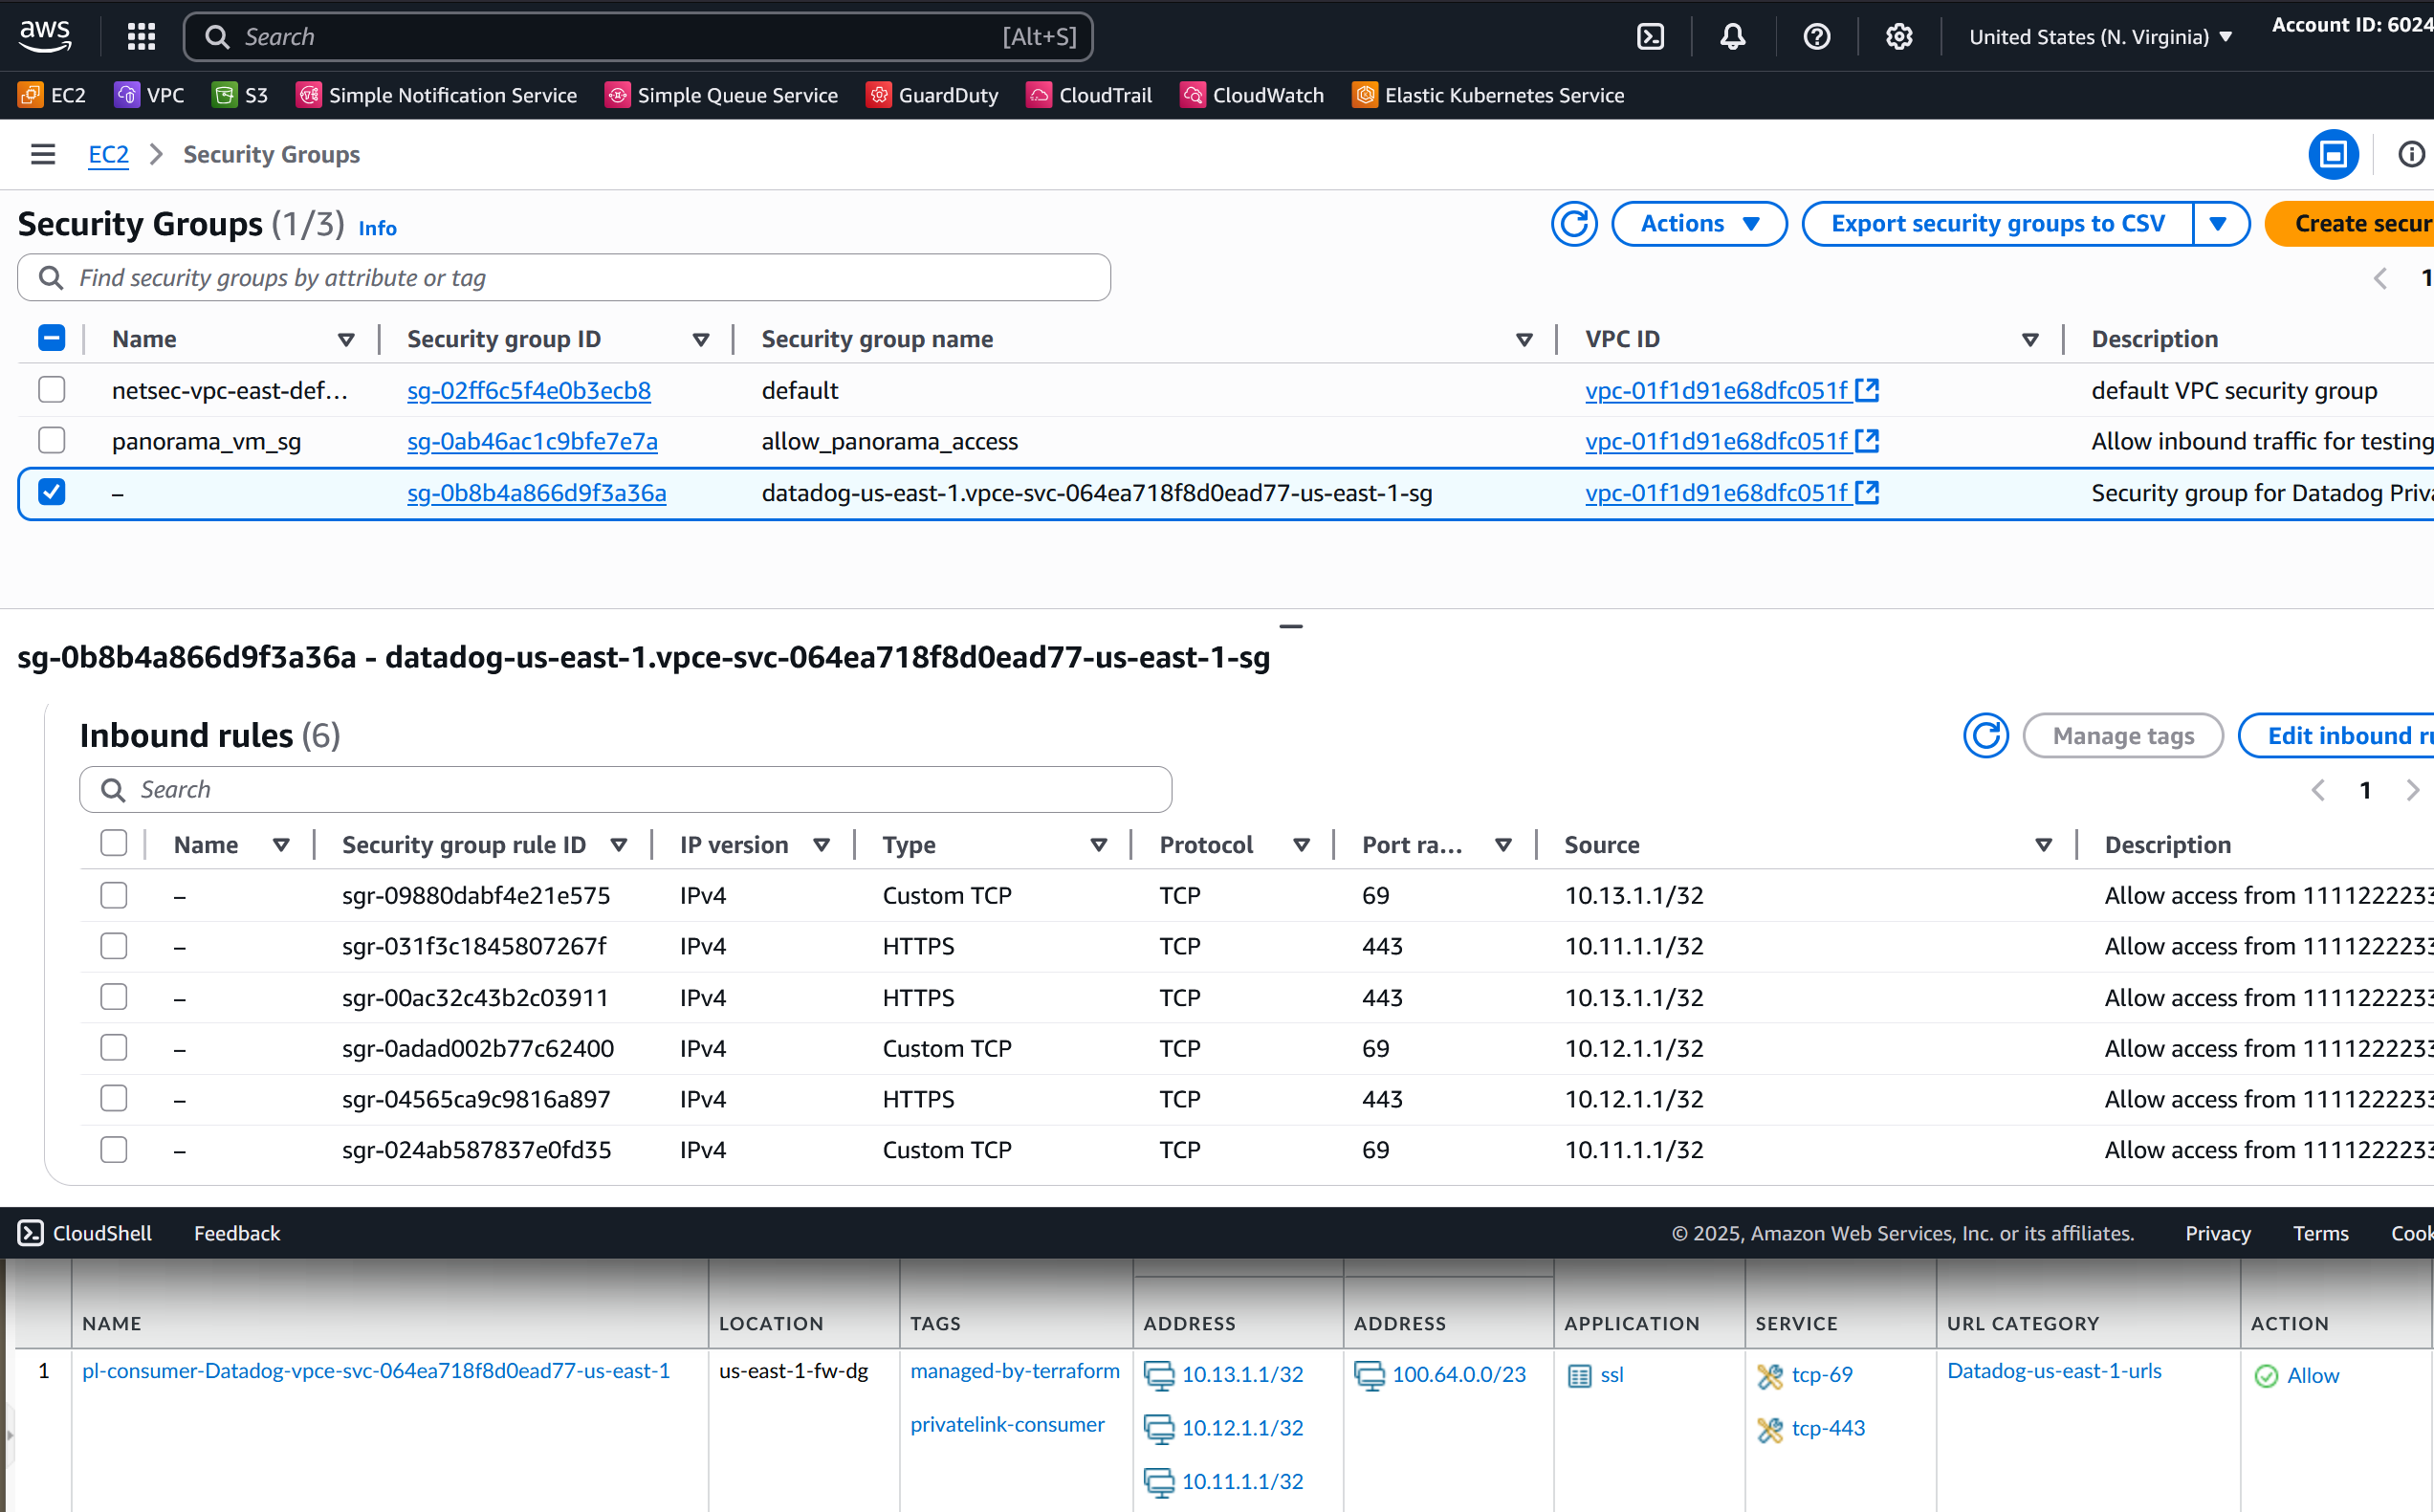 aws Search [Alt+S] United States (N. Virginia) Account ID: 6024
EC2 VPC S3 Simple Notification Service Simple Queue Service GuardDuty CloudTrail CloudWatch Elastic Kubernetes Service
EC2 Security Groups
Security Groups (1/3) Info Actions Export security groups to CSV Create secur
Find security groups by attribute or tag 1
Name Security group ID Security group name VPC ID Description
netsec-vpc-east-def... sg-02ff6c5f4e0b3ecb8 default vpc-01f1d91e68dfc051f default VPC security group
panorama_vm_sg sg-0ab46ac1c9bfe7e7a allow_panorama_access vpc-01f1d91e68dfc051f Allow inbound traffic for testing
– sg-0b8b4a866d9f3a36a datadog-us-east-1.vpce-svc-064ea718f8d0ead77-us-east-1-sg vpc-01f1d91e68dfc051f Security group for Datadog Priva
sg-0b8b4a866d9f3a36a - datadog-us-east-1.vpce-svc-064ea718f8d0ead77-us-east-1-sg
Inbound rules (6) Manage tags Edit inbound ru
Search 1
Name Security group rule ID IP version Type Protocol Port ra... Source Description
– sgr-09880dabf4e21e575 IPv4 Custom TCP TCP 69 10.13.1.1/32 Allow access from 1111222233
– sgr-031f3c1845807267f IPv4 HTTPS TCP 443 10.11.1.1/32 Allow access from 1111222233
– sgr-00ac32c43b2c03911 IPv4 HTTPS TCP 443 10.13.1.1/32 Allow access from 1111222233
– sgr-0adad002b77c62400 IPv4 Custom TCP TCP 69 10.12.1.1/32 Allow access from 1111222233
– sgr-04565ca9c9816a897 IPv4 HTTPS TCP 443 10.12.1.1/32 Allow access from 1111222233
– sgr-024ab587837e0fd35 IPv4 Custom TCP TCP 69 10.11.1.1/32 Allow access from 1111222233
CloudShell Feedback © 2025, Amazon Web Services, Inc. or its affiliates. Privacy Terms Cook
NAME LOCATION TAGS ADDRESS ADDRESS APPLICATION SERVICE URL CATEGORY ACTION
1 pl-consumer-Datadog-vpce-svc-064ea718f8d0ead77-us-east-1 us-east-1-fw-dg managed-by-terraform 10.13.1.1/32 100.64.0.0/23 ssl tcp-69 Datadog-us-east-1-urls Allow
privatelink-consumer 10.12.1.1/32 tcp-443
10.11.1.1/32